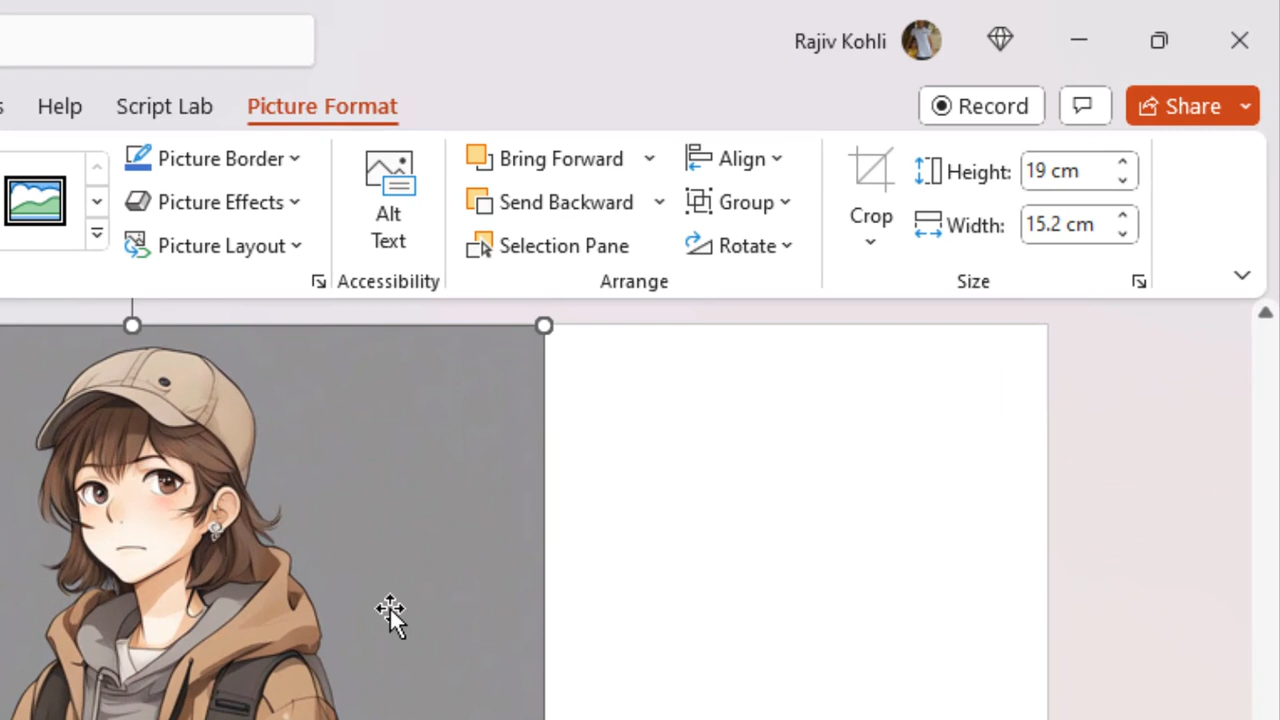 Rajiv Kohli
s Help Script Lab Picture Format Record Share
Picture Border
Picture Effects
Picture Layout
Alt
Text
Accessibility
Bring Forward
Send Backward
Selection Pane
Align
Group
Rotate
Arrange
Crop
Height: 19 cm
Width: 15.2 cm
Size